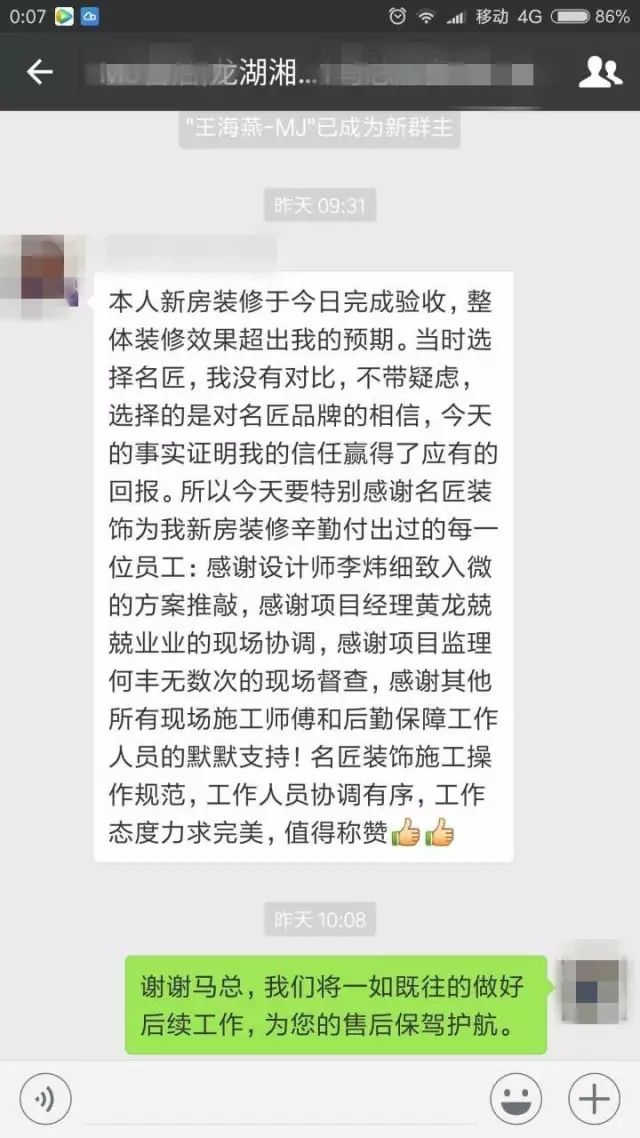 0:07 移动 4G 86%
龙湖湘...
"王海燕-MJ"已成为新群主
昨天 09:31
本人新房装修于今日完成验收，整
体装修效果超出我的预期。当时选
择名匠，我没有对比，不带疑虑，
选择的是对名匠品牌的相信，今天
的事实证明我的信任赢得了应有的
回报。所以今天要特别感谢名匠装
饰为我新房装修辛勤付出过的每一
位员工：感谢设计师李炜细致入微
的方案推敲，感谢项目经理黄龙兢
兢业业的现场协调，感谢项目监理
何丰无数次的现场督查，感谢其他
所有现场施工师傅和后勤保障工作
人员的默默支持！名匠装饰施工操
作规范，工作人员协调有序，工作
态度力求完美，值得称赞👍👍
昨天 10:08
谢谢马总，我们将一如既往的做好
后续工作，为您的售后保驾护航。